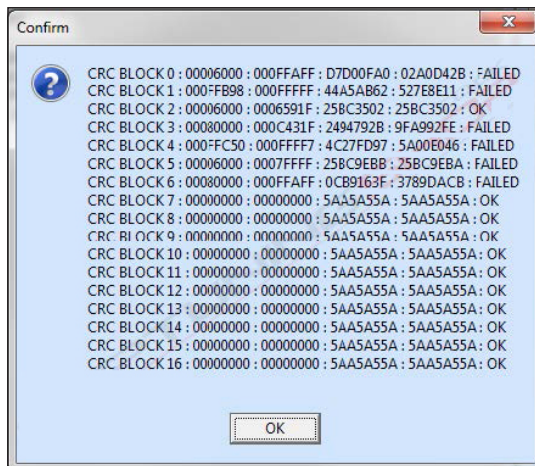 Confirm
CRC BLOCK 0 : 00006000 : 000FFAFF : D7D00FA0 : 02A0D42B : FAILED
CRC BLOCK 1 : 000FFB98 : 000FFFFF : 44A5AB62 : 527E8E11 : FAILED
CRC BLOCK 2 : 00006000 : 0006591F : 25BC3502 : 25BC3502 : OK
CRC BLOCK 3 : 00080000 : 000C431F : 2494792B : 9FA992FE : FAILED
CRC BLOCK 4 : 000FFC50 : 000FFFF7 : 4C27FD97 : 5A00E046 : FAILED
CRC BLOCK 5 : 00006000 : 0007FFFF : 25BC9EBB : 25BC9EBA : FAILED
CRC BLOCK 6 : 00080000 : 000FFAFF : 0CB9163F : 3789DACB : FAILED
CRC BLOCK 7 : 00000000 : 00000000 : 5AA5A55A : 5AA5A55A : OK
CRC BLOCK 8 : 00000000 : 00000000 : 5AA5A55A : 5AA5A55A : OK
CRC BLOCK 9 : 00000000 : 00000000 : 5AA5A55A : 5AA5A55A : OK
CRC BLOCK 10 : 00000000 : 00000000 : 5AA5A55A : 5AA5A55A : OK
CRC BLOCK 11 : 00000000 : 00000000 : 5AA5A55A : 5AA5A55A : OK
CRC BLOCK 12 : 00000000 : 00000000 : 5AA5A55A : 5AA5A55A : OK
CRC BLOCK 13 : 00000000 : 00000000 : 5AA5A55A : 5AA5A55A : OK
CRC BLOCK 14 : 00000000 : 00000000 : 5AA5A55A : 5AA5A55A : OK
CRC BLOCK 15 : 00000000 : 00000000 : 5AA5A55A : 5AA5A55A : OK
CRC BLOCK 16 : 00000000 : 00000000 : 5AA5A55A : 5AA5A55A : OK
OK